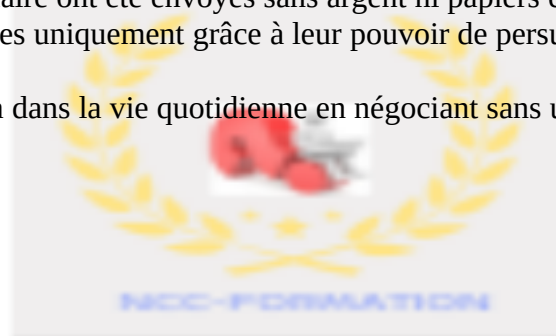 aire ont été envoyés sans argent ni papiers
es uniquement grâce à leur pouvoir de persu
dans la vie quotidienne en négociant sans
NCC-FORMATION